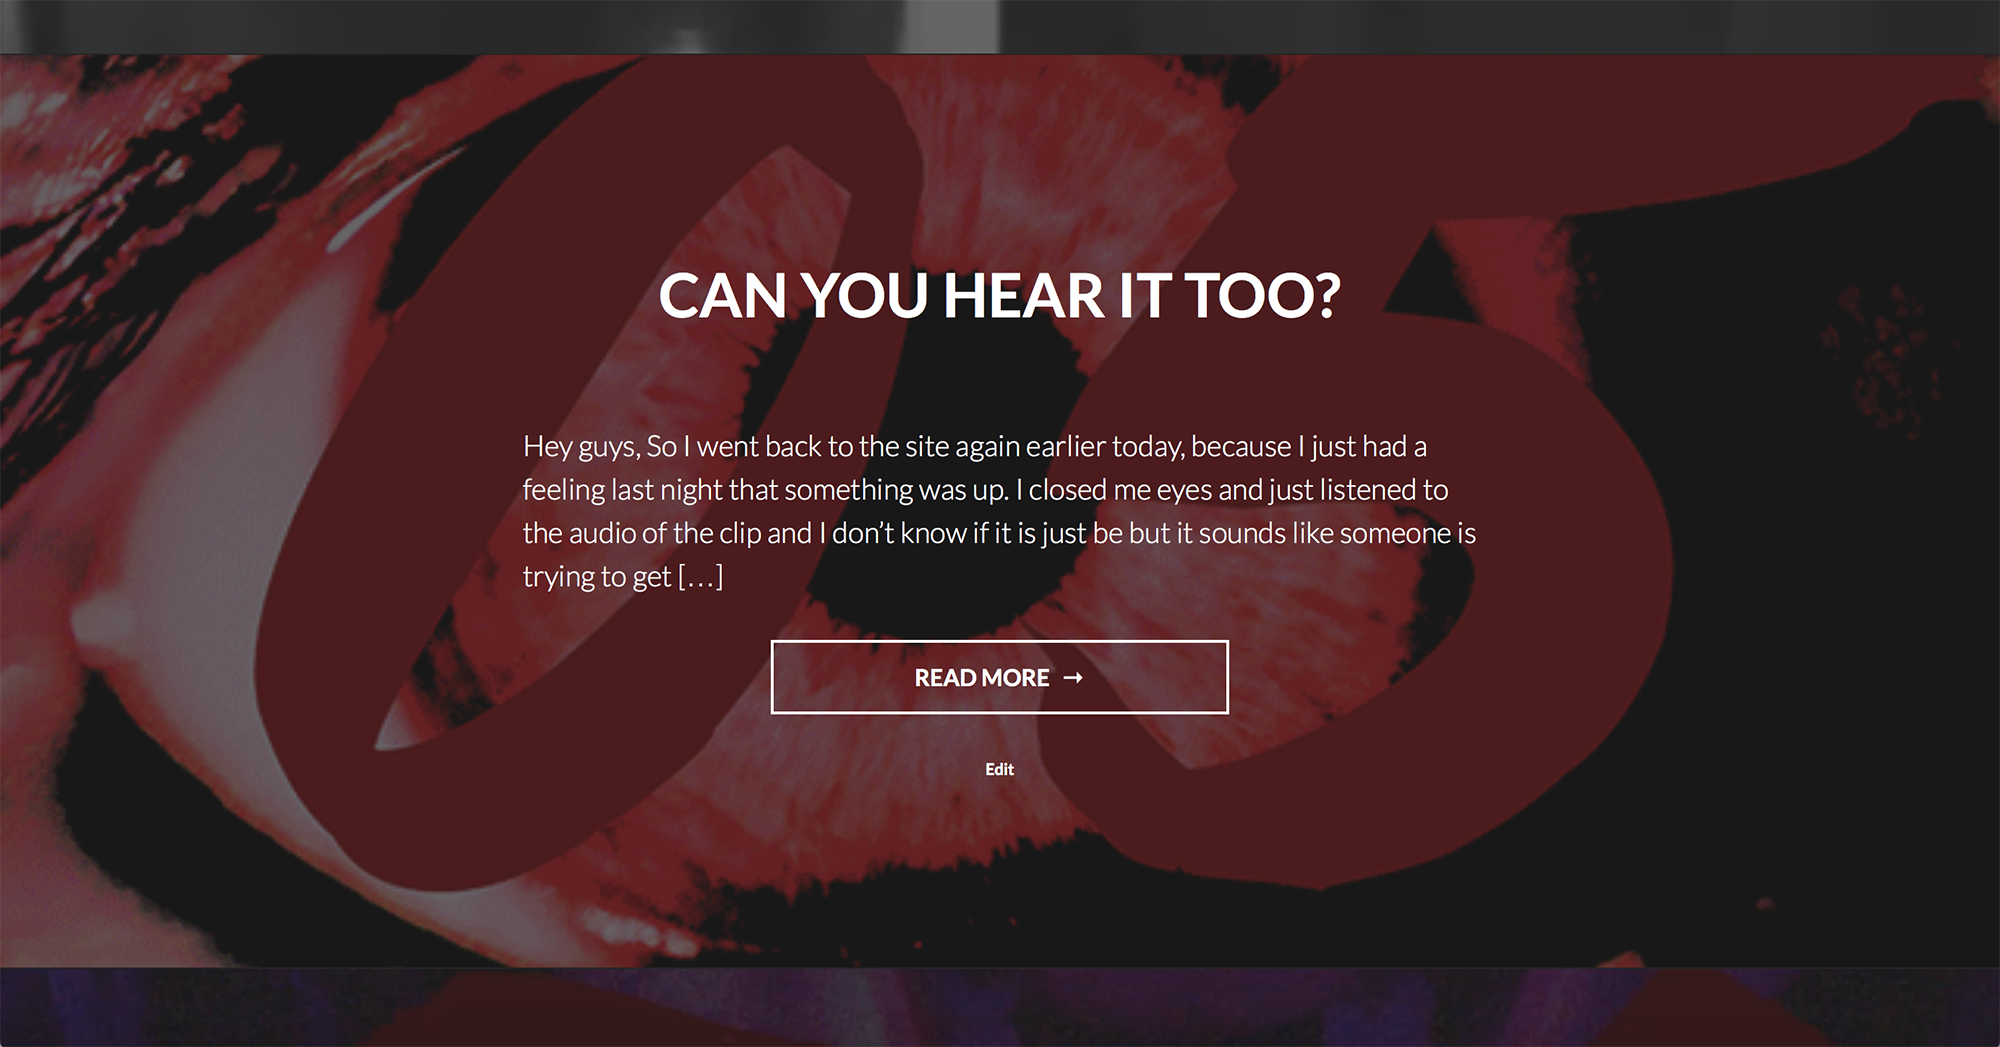 05
CAN YOU HEAR IT TOO?
Hey guys, So I went back to the site again earlier today, because I just had a
feeling last night that something was up. I closed me eyes and just listened to
the audio of the clip and I don’t know if it is just be but it sounds like someone is
trying to get […]
READ MORE →
Edit